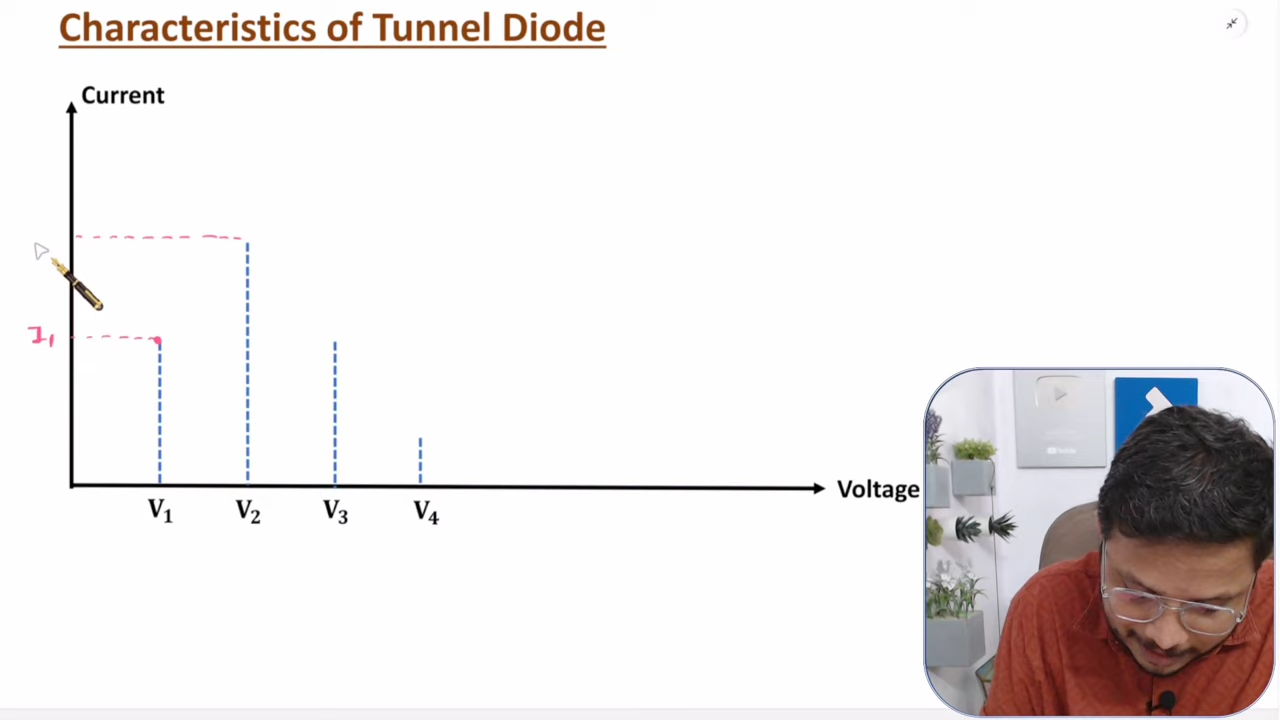 Characteristics of Tunnel Diode
Current
I₁
Voltage
V₁ V₂ V₃ V₄